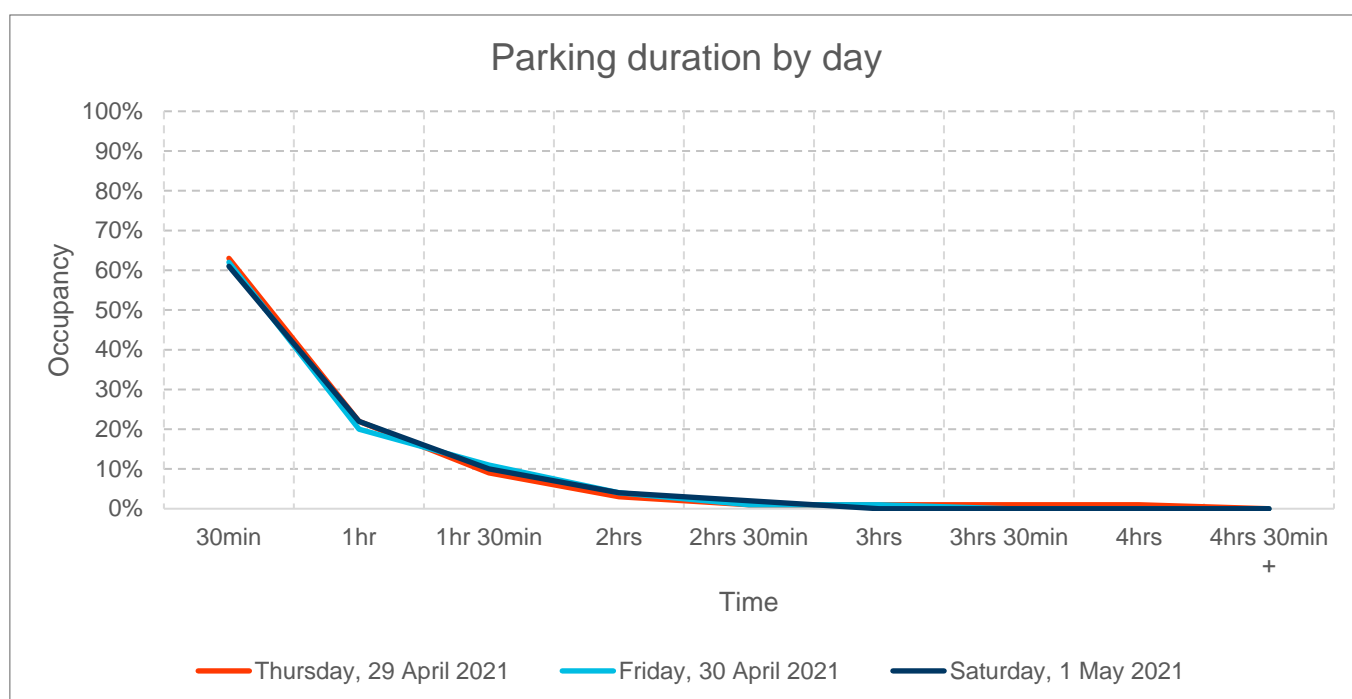 Parking duration by day
100%
90%
80%
70%
60%
50%
40%
30%
20%
10%
0%
Occupancy
30min
1hr
1hr 30min
2hrs
2hrs 30min
3hrs
3hrs 30min
4hrs
4hrs 30min
+
Time
Thursday, 29 April 2021
Friday, 30 April 2021
Saturday, 1 May 2021